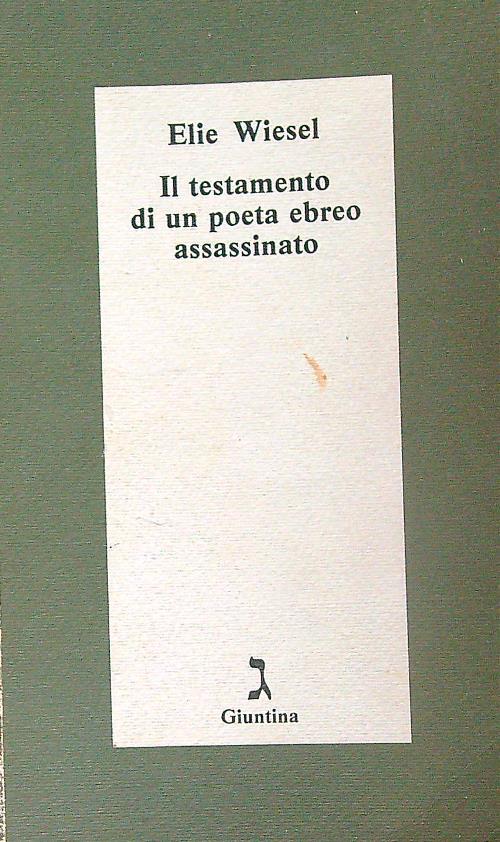 Elie Wiesel
Il testamento
di un poeta ebreo
assassinato
ג
Giuntina